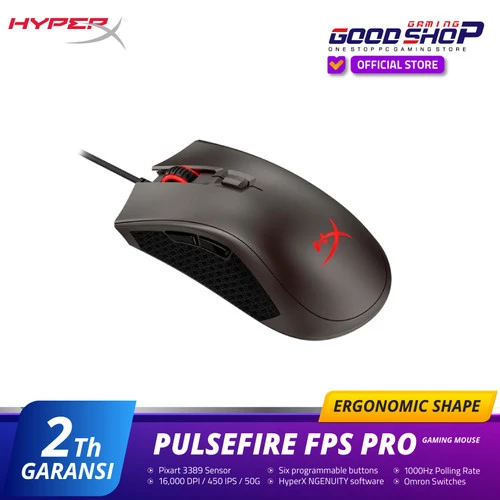 HYPERX
GAMING
GOODSHOP
ONE STOP PC GAMING STORE
OFFICIAL STORE
ERGONOMIC SHAPE
2Th
GARANSI
PULSEFIRE FPS PRO GAMING MOUSE
• Pixart 3389 Sensor • Six programmable buttons • 1000Hz Polling Rate
• 16,000 DPI / 450 IPS / 50G • HyperX NGENUITY software • Omron Switches